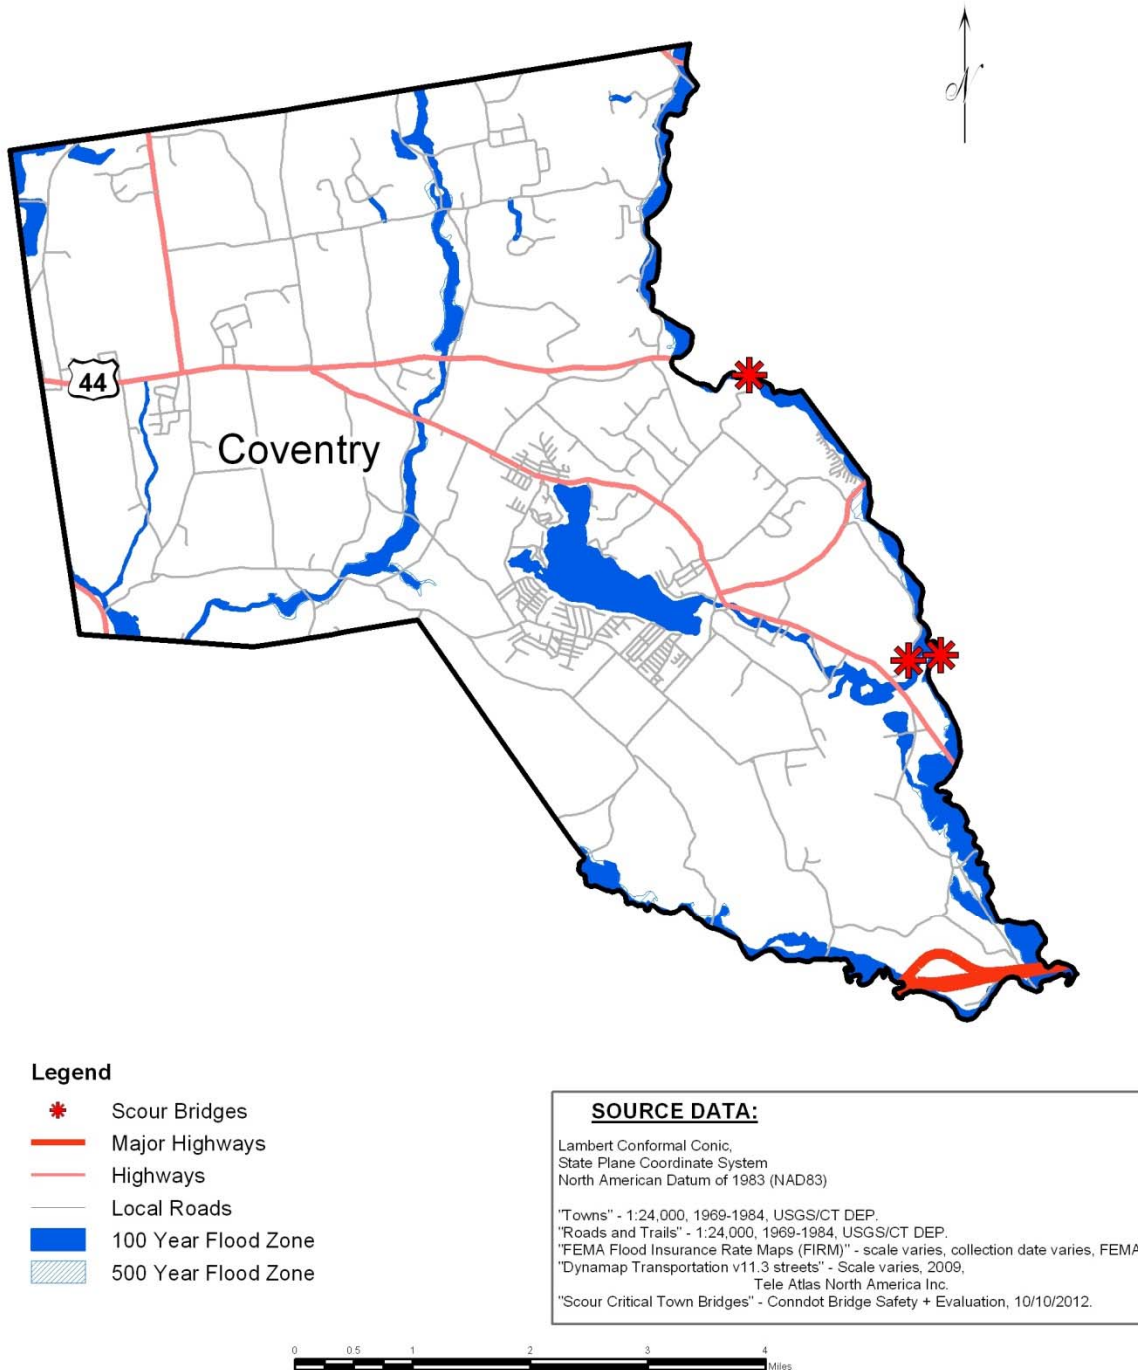 N
44
Coventry
Legend
Scour Bridges
Major Highways
Highways
Local Roads
100 Year Flood Zone
500 Year Flood Zone
SOURCE DATA:
Lambert Conformal Conic,
State Plane Coordinate System
North American Datum of 1983 (NAD83)
"Towns" - 1:24,000, 1969-1984, USGS/CT DEP.
"Roads and Trails" - 1:24,000, 1969-1984, USGS/CT DEP.
"FEMA Flood Insurance Rate Maps (FIRM)" - scale varies, collection date varies, FEMA
"Dynamap Transportation v11.3 streets" - Scale varies, 2009,
Tele Atlas North America Inc.
"Scour Critical Town Bridges" - Conndot Bridge Safety + Evaluation, 10/10/2012.
0 0.5 1 2 3 4
Miles